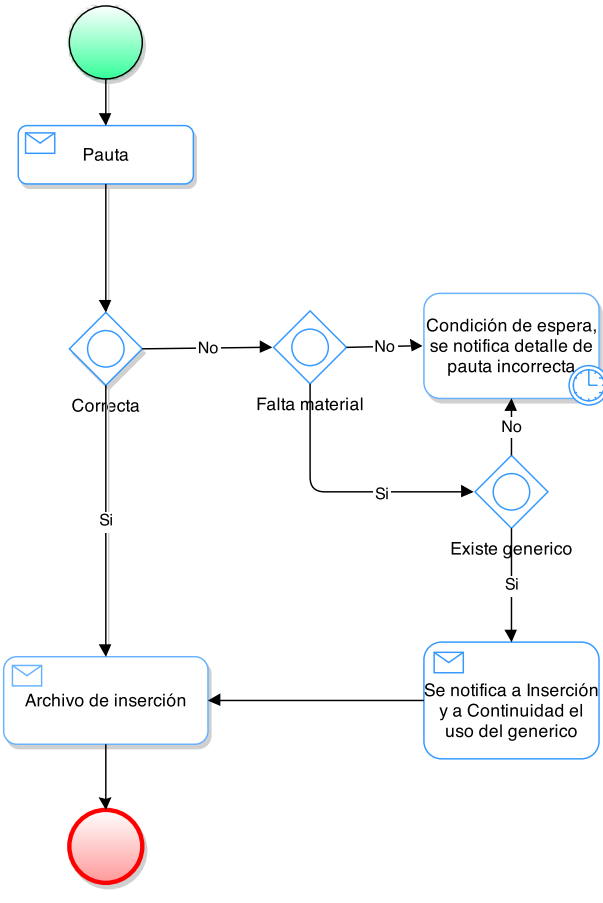 Pauta
No
No
Condición de espera,
se notifica detalle de
pauta incorrecta
Correcta
Falta material
No
Si
Si
Existe generico
Si
Archivo de inserción
Se notifica a Inserción
y a Continuidad el
uso del generico